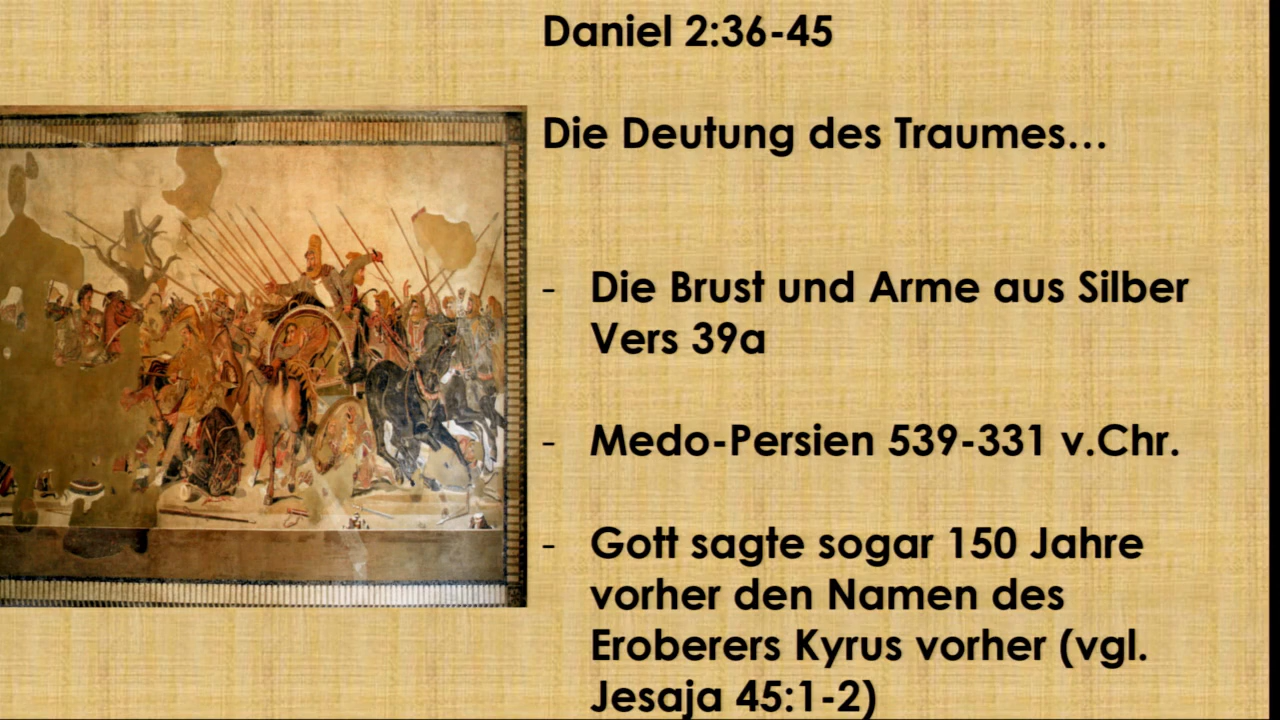 Daniel 2:36-45
Die Deutung des Traumes…
- Die Brust und Arme aus Silber
Vers 39a
- Medo-Persien 539-331 v.Chr.
- Gott sagte sogar 150 Jahre
vorher den Namen des
Eroberers Kyrus vorher (vgl.
Jesaja 45:1-2)